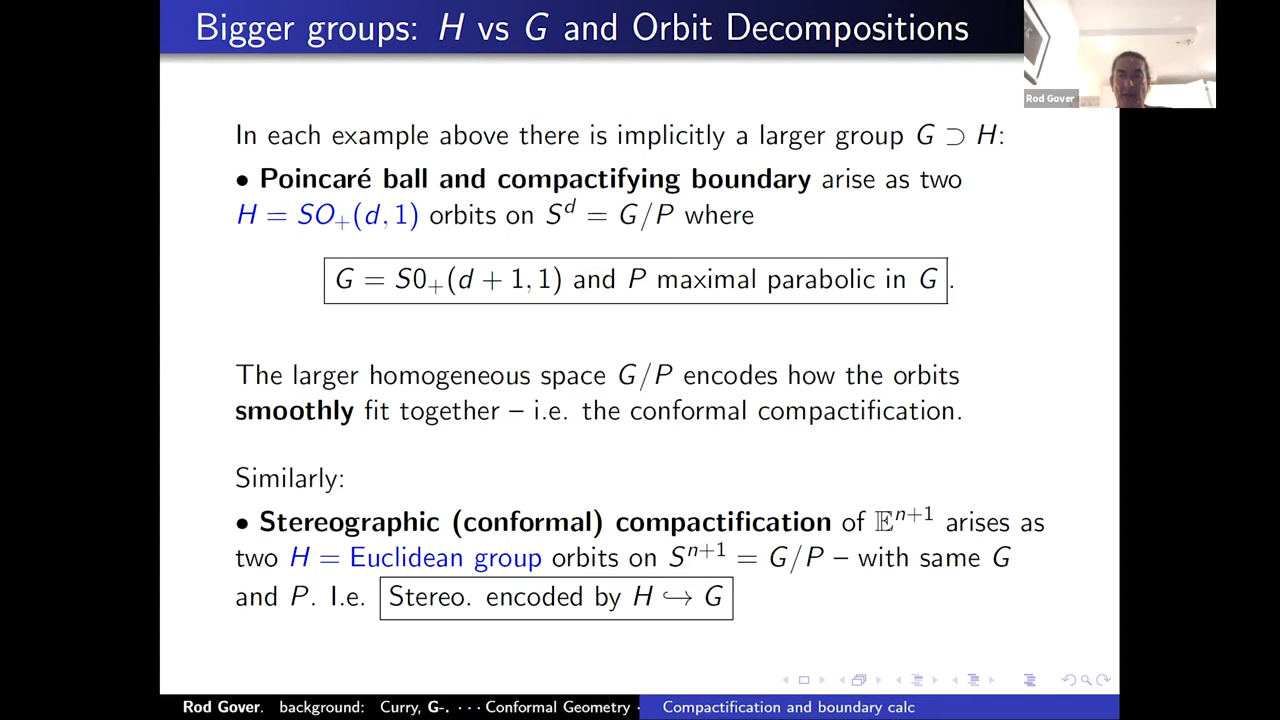 Bigger groups: H vs G and Orbit Decompositions
Rod Gover
In each example above there is implicitly a larger group G ⊃ H:
• Poincaré ball and compactifying boundary arise as two
H = SO₊(d, 1) orbits on Sᵈ = G/P where
G = S0₊(d + 1, 1) and P maximal parabolic in G .
The larger homogeneous space G/P encodes how the orbits
smoothly fit together – i.e. the conformal compactification.
Similarly:
• Stereographic (conformal) compactification of 𝔼ⁿ⁺¹ arises as
two H = Euclidean group orbits on Sⁿ⁺¹ = G/P – with same G
and P. I.e. Stereo. encoded by H ↪ G
Rod Gover. background: Curry, G-. · · · Conformal Geometry · Compactification and boundary calc